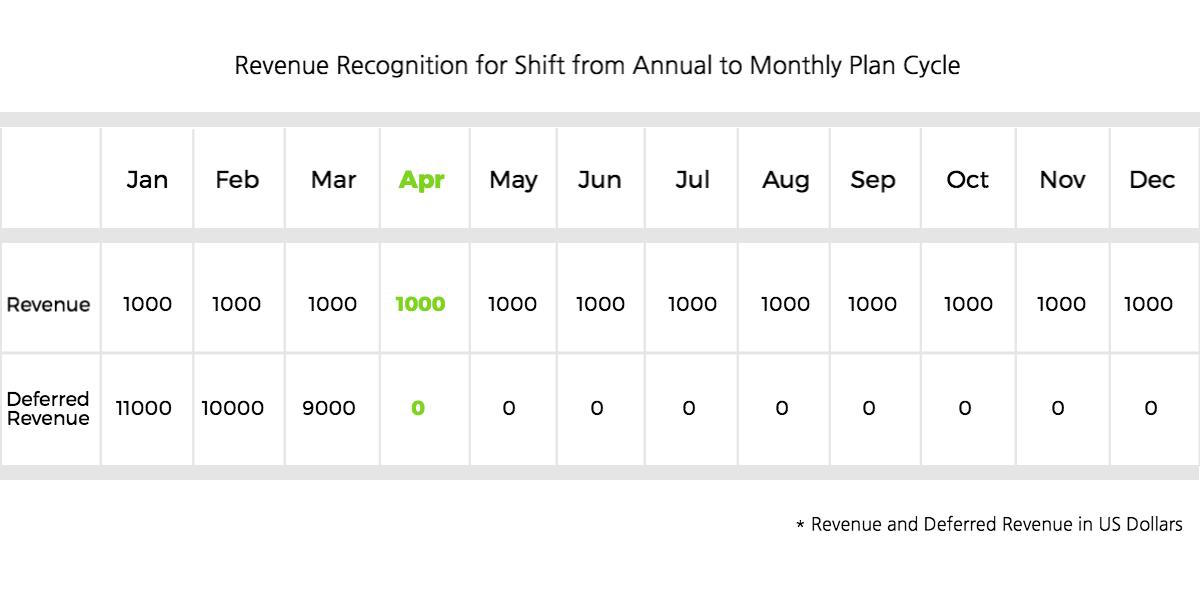 Revenue Recognition for Shift from Annual to Monthly Plan Cycle
Jan Feb Mar Apr May Jun Jul Aug Sep Oct Nov Dec
Revenue 1000 1000 1000 1000 1000 1000 1000 1000 1000 1000 1000 1000
Deferred
Revenue 11000 10000 9000 0 0 0 0 0 0 0 0 0
* Revenue and Deferred Revenue in US Dollars